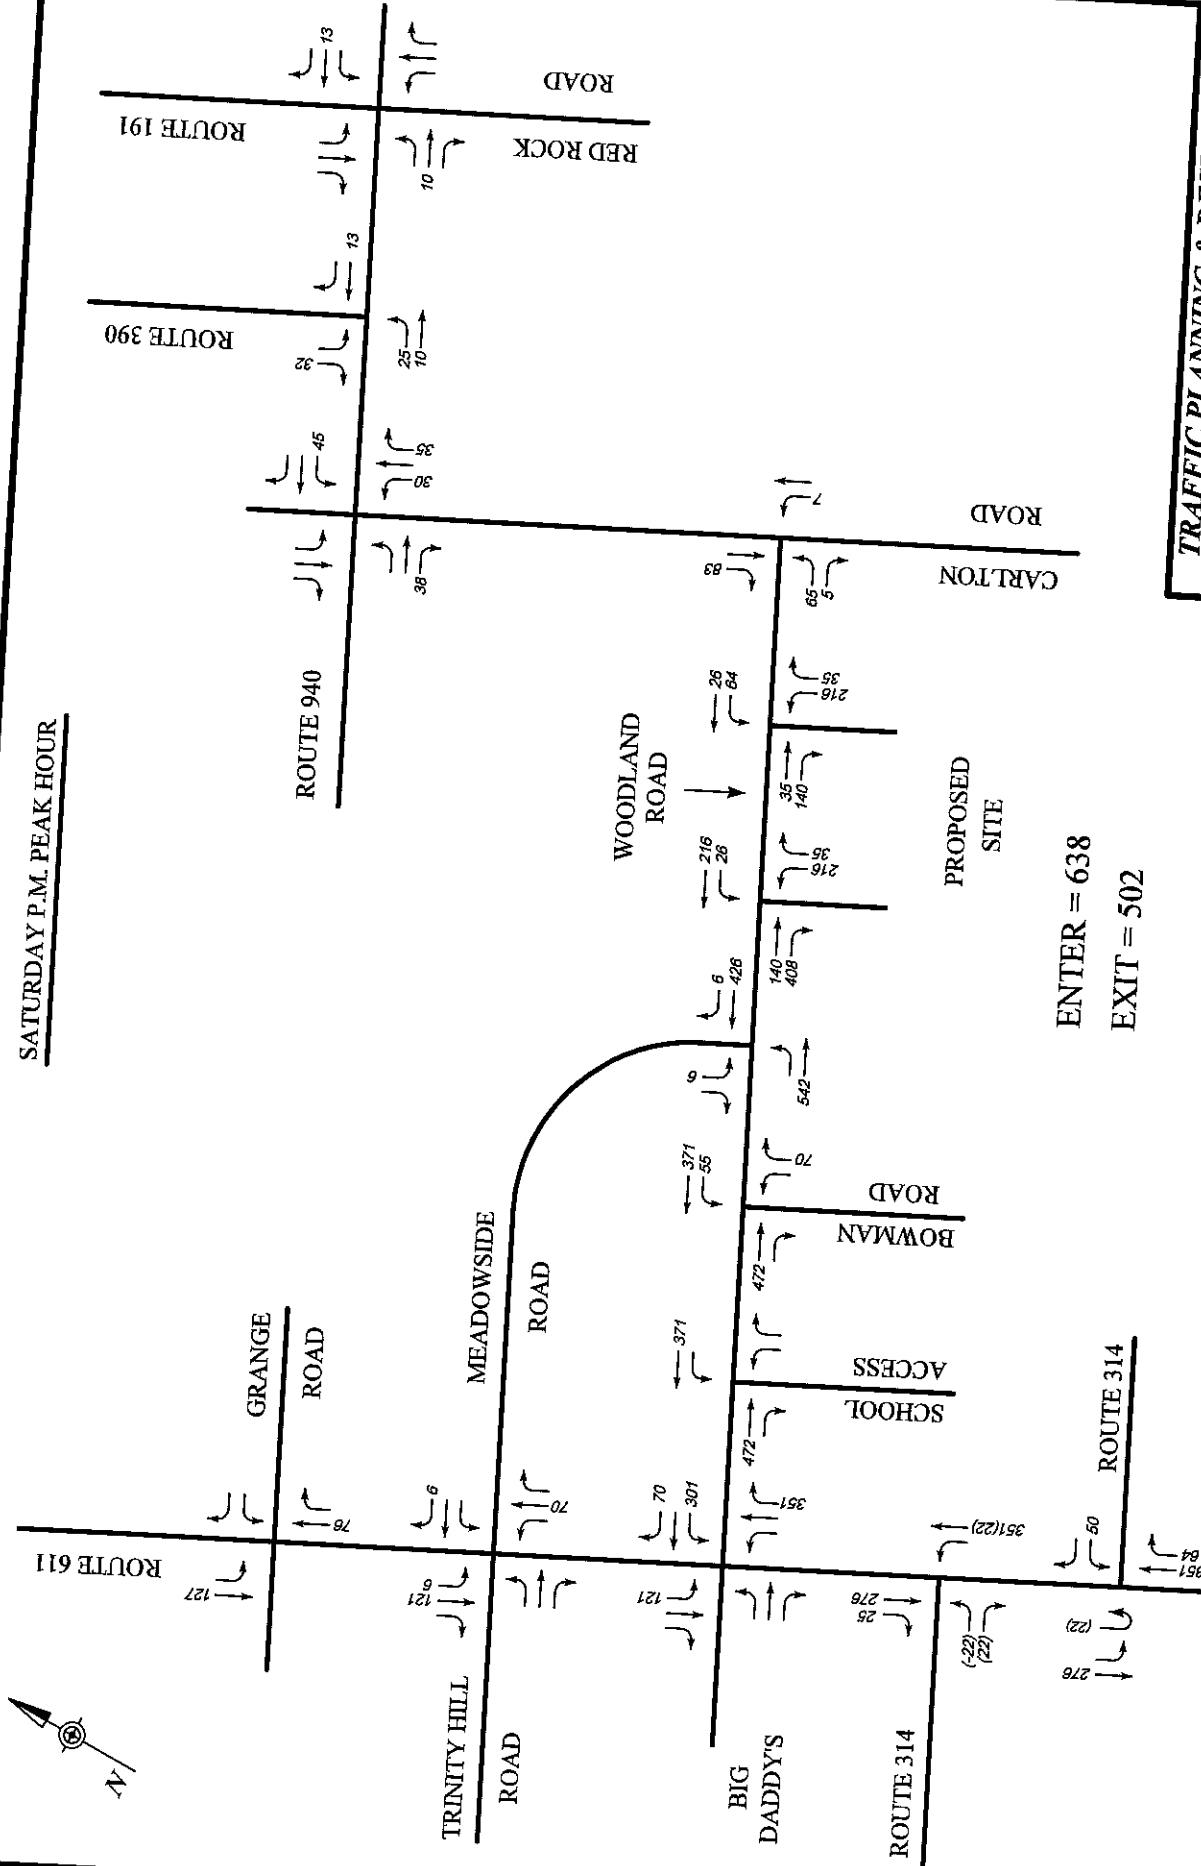 SATURDAY P.M. PEAK HOUR
ROUTE 191
RED ROCK
ROAD
13
10
ROUTE 390
13
32
25
10
ROUTE 940
45
35
30
38
CARLTON
ROAD
7
83
65
5
WOODLAND
ROAD
26
64
35
216
35
140
216
26
35
216
140
408
PROPOSED
SITE
ENTER = 638
EXIT = 502
6
426
6
542
MEADOWSIDE
ROAD
371
55
70
BOWMAN
ROAD
472
371
SCHOOL
ACCESS
472
GRANGE
ROAD
ROUTE 611
76
127
6
70
121
6
TRINITY HILL
ROAD
70
301
351
121
BIG
DADDY'S
351(22)
276
25
(-22)
(22)
ROUTE 314
ROUTE 314
50
64
351
(22)
276
N
TRAFFIC PLANNING &